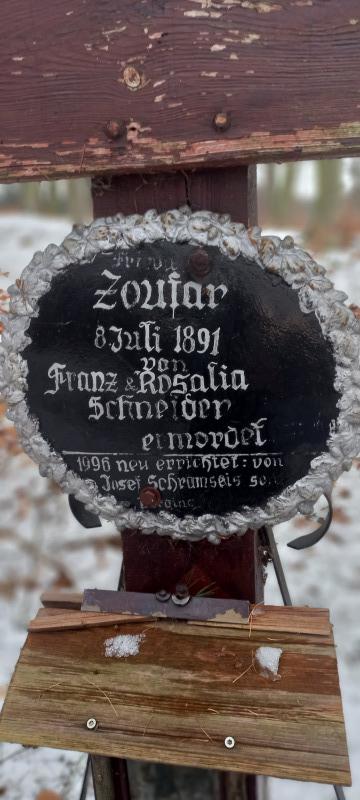 Zoufar
8 Juli 1891
von
Franz & Rosalia
Schneider
ermordet
1996 neu errichtet: von
Josef Schramseis